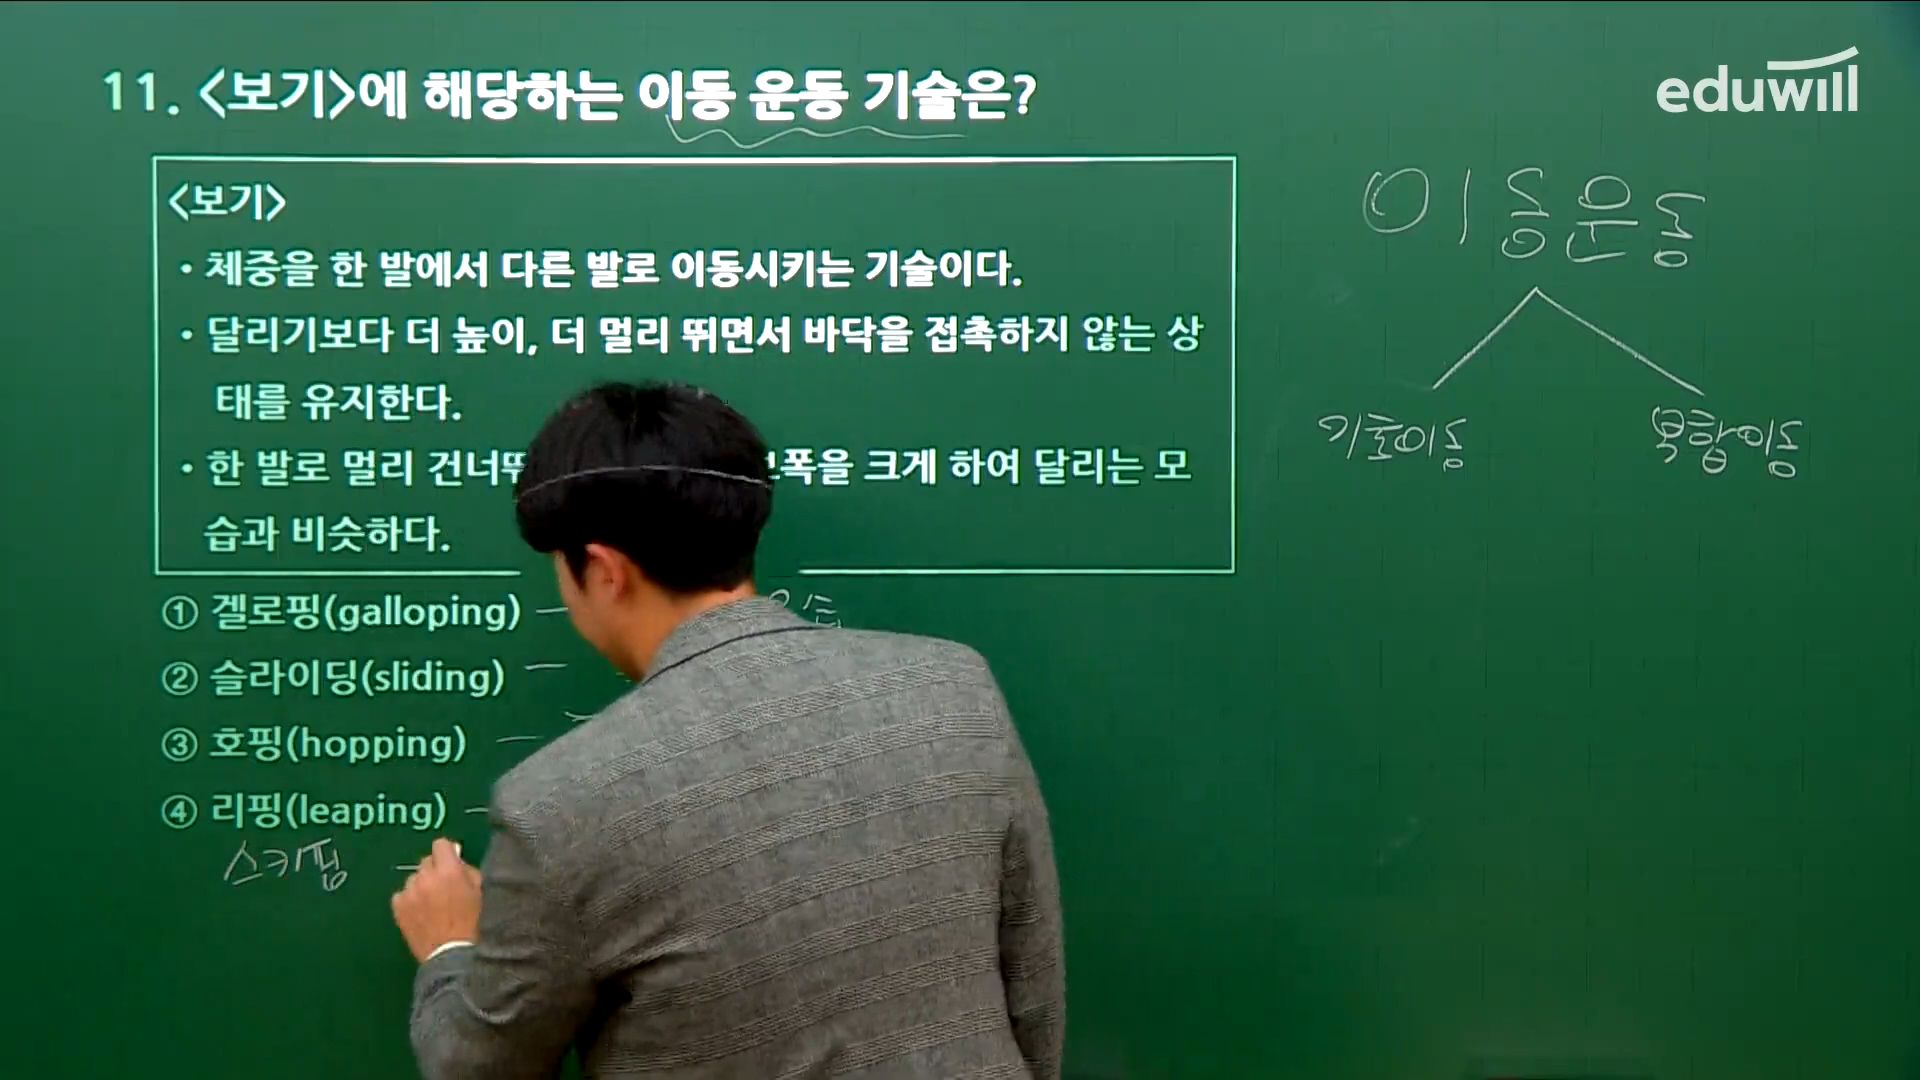 11. <보기>에 해당하는 이동 운동 기술은?
eduwill
<보기>
• 체중을 한 발에서 다른 발로 이동시키는 기술이다.
• 달리기보다 더 높이, 더 멀리 뛰면서 바닥을 접촉하지 않는 상
태를 유지한다.
• 한 발로 멀리 건너뛰 보폭을 크게 하여 달리는 모
습과 비슷하다.
① 겔로핑(galloping)
② 슬라이딩(sliding)
③ 호핑(hopping)
④ 리핑(leaping)
스키핑
이동운동
기초이동
복합이동